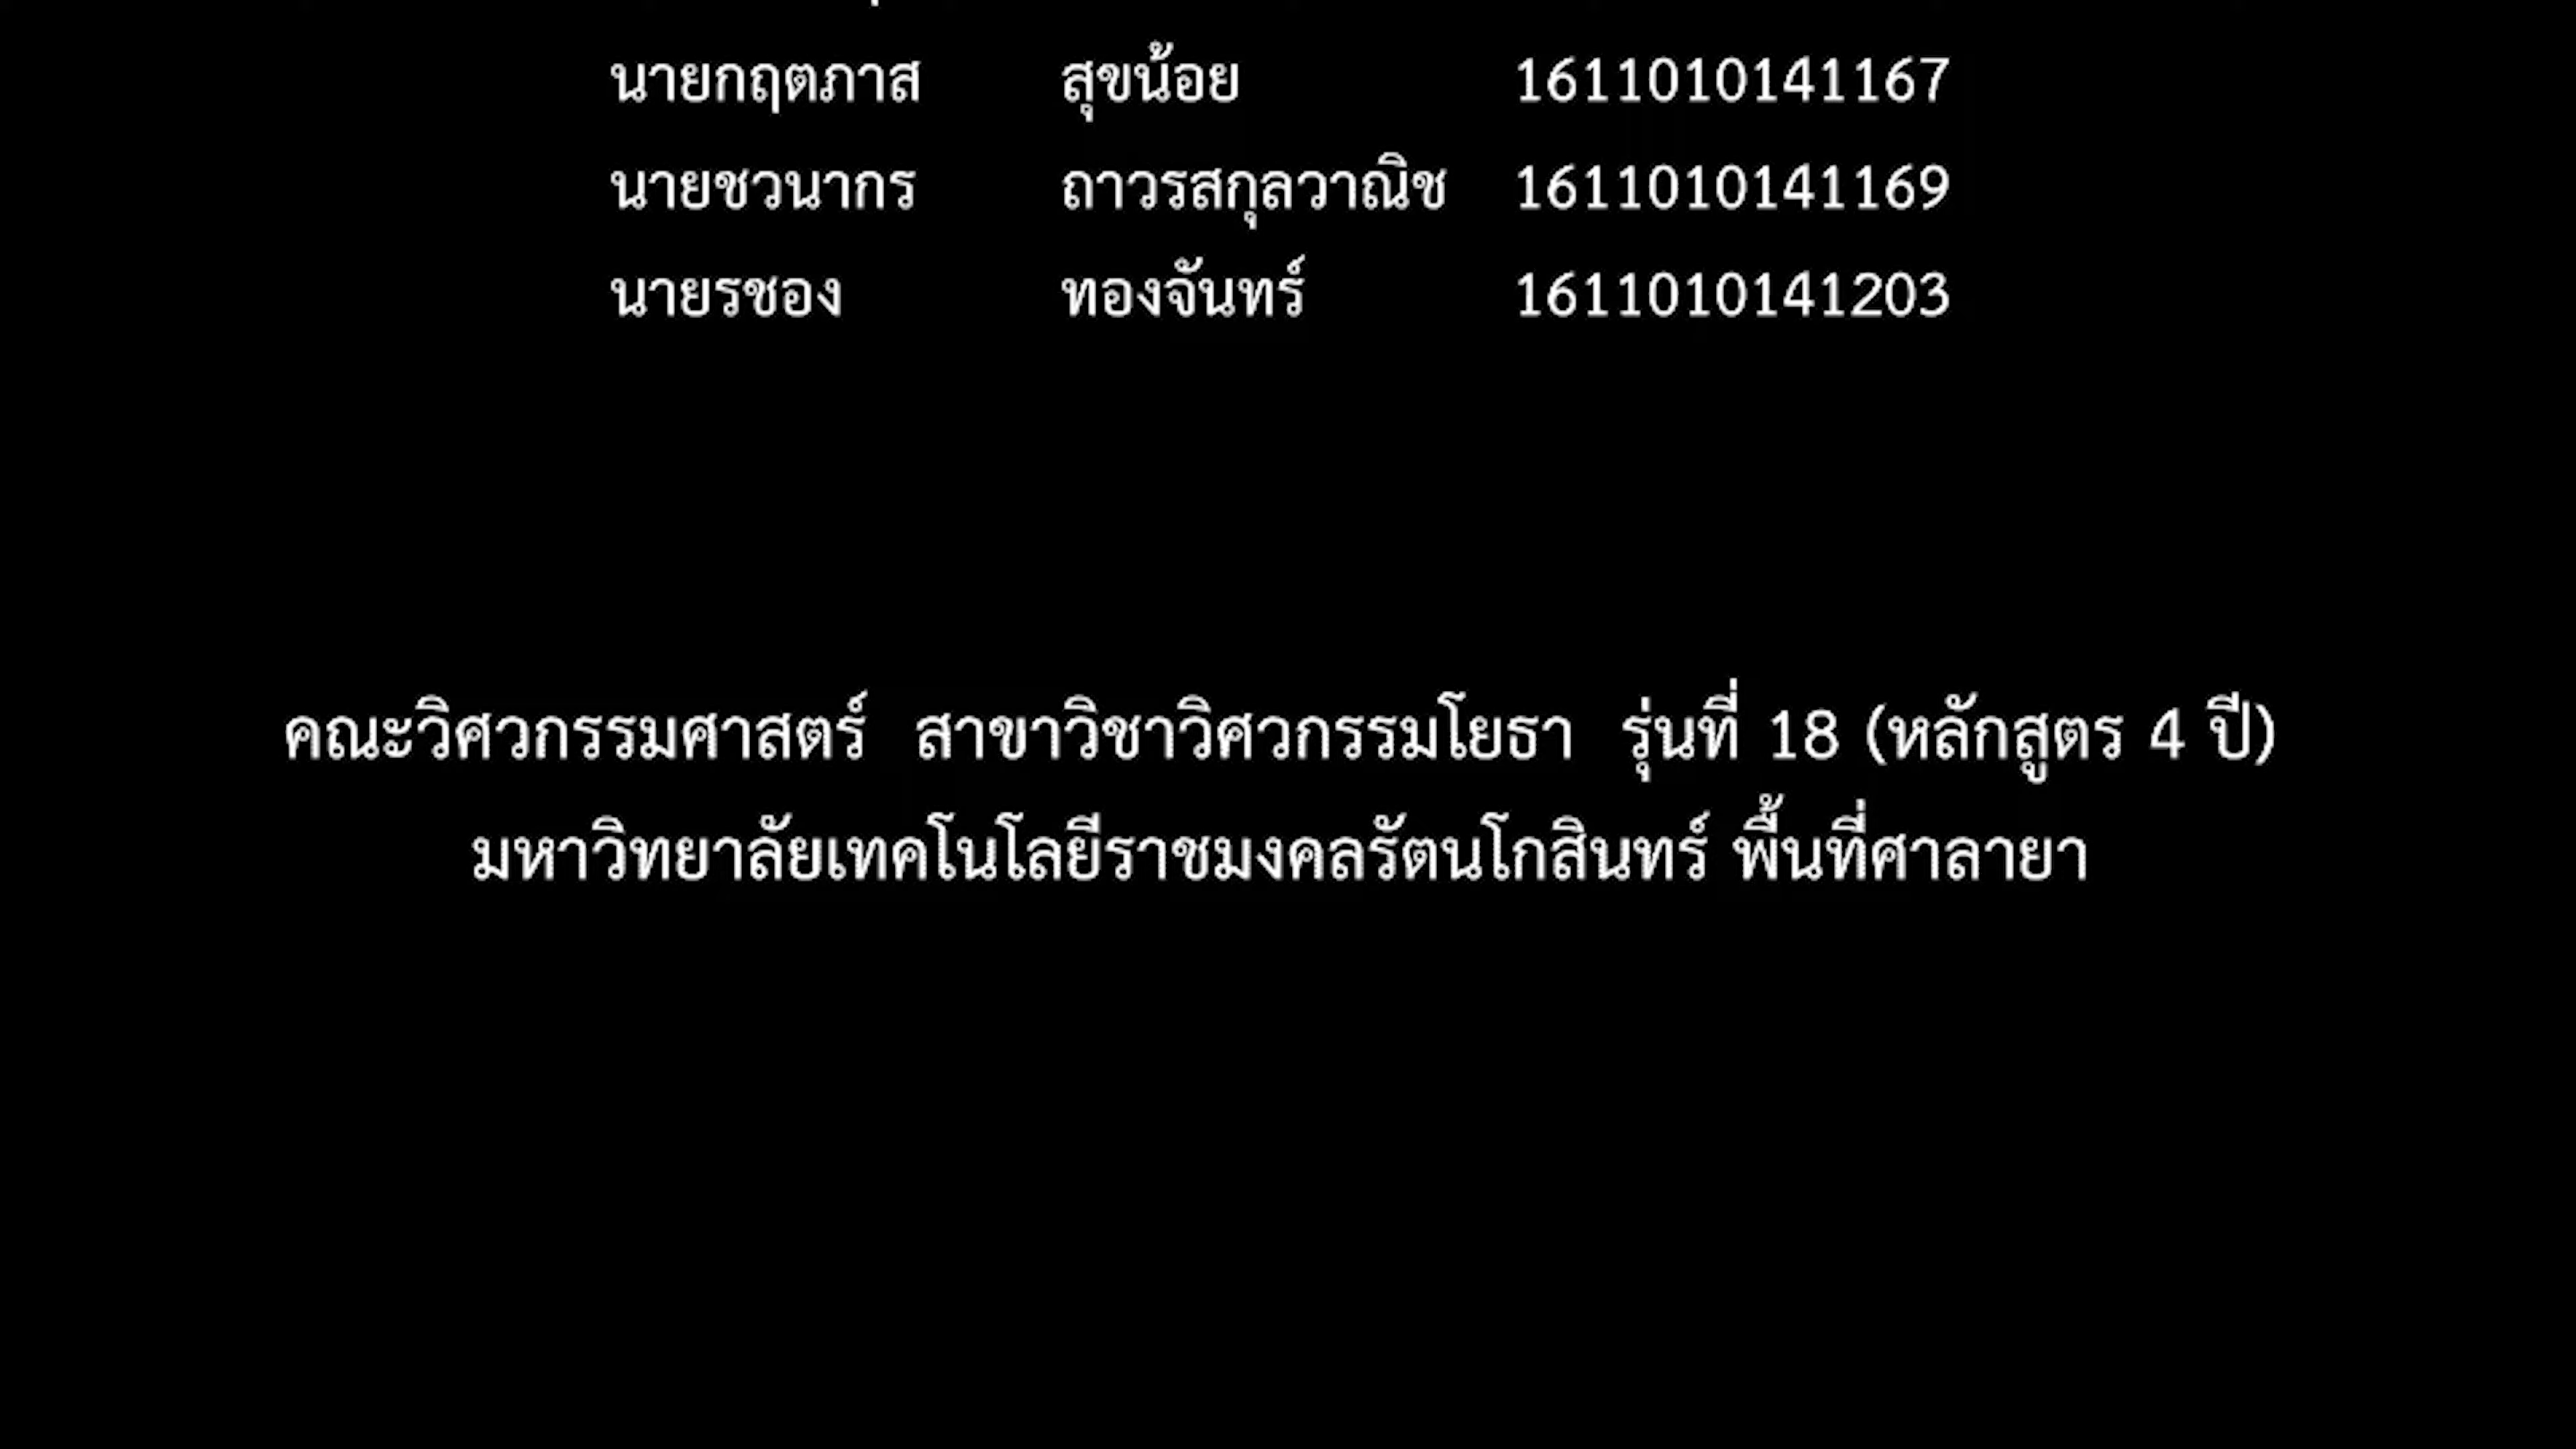 นายกฤตภาส สุขน้อย 1611010141167
นายชวนากร ถาวรสกุลวาณิช 1611010141169
นายรชอง ทองจันทร์ 1611010141203
คณะวิศวกรรมศาสตร์ สาขาวิชาวิศวกรรมโยธา รุ่นที่ 18 (หลักสูตร 4 ปี)
มหาวิทยาลัยเทคโนโลยีราชมงคลรัตนโกสินทร์ พื้นที่ศาลายา